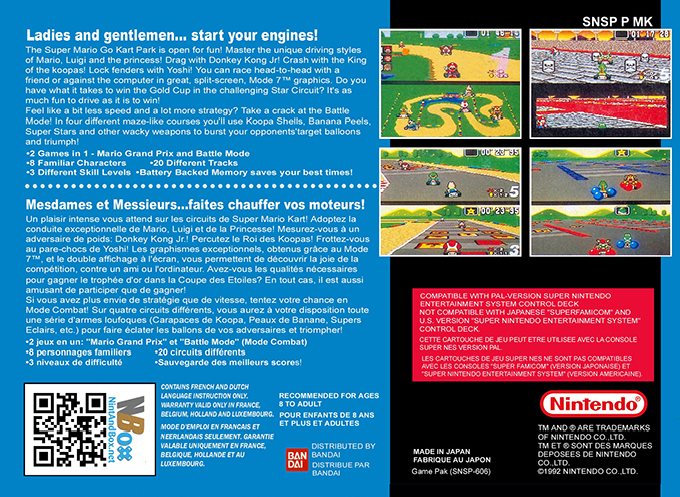 Ladies and gentlemen... start your engines!
The Super Mario Go Kart Park is open for fun! Master the unique driving styles
of Mario, Luigi and the princess! Drag with Donkey Kong Jr! Crash with the King
of the koopas! Lock fenders with Yoshi! You can race head-to-head with a
friend or against the computer in great, split-screen, Mode 7™ graphics. Do you
have what it takes to win the Gold Cup in the challenging Star Circuit? It's as
much fun to drive as it is to win!
Feel like a bit less speed and a lot more strategy? Take a crack at the Battle
Mode! In four different maze-like courses you'll use Koopa Shells, Banana Peels,
Super Stars and other wacky weapons to burst your opponents'target balloons
and triumph!
•2 Games in 1 - Mario Grand Prix and Battle Mode
•8 Familiar Characters •20 Different Tracks
•3 Different Skill Levels •Battery Backed Memory saves your best times!
Mesdames et Messieurs...faites chauffer vos moteurs!
Un plaisir intense vous attend sur les circuits de Super Mario Kart! Adoptez la
conduite exceptionnelle de Mario, Luigi et de la Princesse! Mesurez-vous à un
adversaire de poids: Donkey Kong Jr.! Percutez le Roi des Koopas! Frottez-vous
au pare-chocs de Yoshi! Les graphismes exceptionnels, obtenus grâce au Mode
7™, et le double affichage à l'écran, vous permettent de découvrir la joie de la
compétition, contre un ami ou l'ordinateur. Avez-vous les qualités nécessaires
pour gagner le trophée d'or dans la Coupe des Etoiles? En tout cas, il est aussi
amusant de participer que de gagner!
Si vous avez plus envie de stratégie que de vitesse, tentez votre chance en
Mode Combat! Sur quatre circuits différents, vous aurez à votre disposition toute
une série d'armes loufoques (Carapaces de Koopa, Peaux de Banane, Supers
Eclairs, etc.) pour faire éclater les ballons de vos adversaires et triompher!
•2 jeux en un: "Mario Grand Prix" et "Battle Mode" (Mode Combat)
•8 personnages familiers •20 circuits différents
•3 niveaux de difficulté •Sauvegarde des meilleurs scores!
WBox
NinAndBox.net
CONTAINS FRENCH AND DUTCH
LANGUAGE INSTRUCTION ONLY.
WARRANTY VALID ONLY IN FRANCE,
BELGIUM, HOLLAND AND LUXEMBOURG.
MODE D'EMPLOI EN FRANCAIS ET
NEERLANDAIS SEULEMENT. GARANTIE
VALABLE UNIQUEMENT EN FRANCE,
BELGIQUE, HOLLANDE ET AU
LUXEMBOURG.
RECOMMENDED FOR AGES
8 TO ADULT
POUR ENFANTS DE 8 ANS
ET PLUS ET ADULTES
BAN
DAI
DISTRIBUTED BY
BANDAI
DISTRIBUE PAR
BANDAI
SNSP P MK
01'49"46
01'17"28
00'23"95
5
00'23"45
3
COMPATIBLE WITH PAL-VERSION SUPER NINTENDO
ENTERTAINMENT SYSTEM CONTROL DECK
NOT COMPATIBLE WITH JAPANESE "SUPERFAMICOM" AND
U.S. VERSION "SUPER NINTENDO ENTERTAINMENT SYSTEM"
CONTROL DECK.
CETTE CARTOUCHE DE JEU PEUT ETRE UTILISEE AVEC LA CONSOLE
SUPER NES VERSION PAL.
LES CARTOUCHES DE JEU SUPER NES NE SONT PAS COMPATIBLES
AVEC LES CONSOLES "SUPER FAMICOM" (VERSION JAPONAISE) ET
"SUPER NINTENDO ENTERTAINMENT SYSTEM" (VERSION AMERICAINE).
Nintendo®
MADE IN JAPAN
FABRIQUE AU JAPON
Game Pak (SNSP-606)
TM AND ® ARE TRADEMARKS
OF NINTENDO CO.,LTD.
TM ET ® SONT DES MARQUES
DEPOSEES DE NINTENDO
CO.,LTD.
©1992 NINTENDO CO.,LTD.